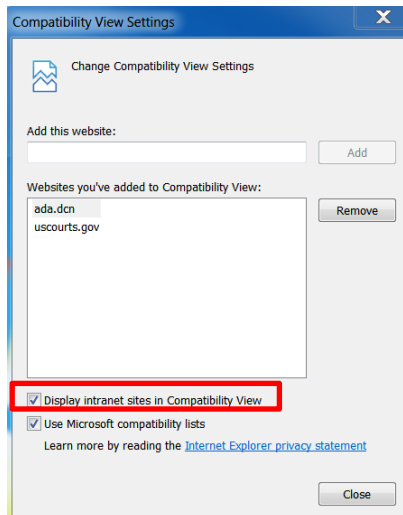 Compatibility View Settings
X
Change Compatibility View Settings
Add this website:
Add
Websites you've added to Compatibility View:
ada.dcn
Remove
uscourts.gov
Display intranet sites in Compatibility View
Use Microsoft compatibility lists
Learn more by reading the Internet Explorer privacy statement
Close